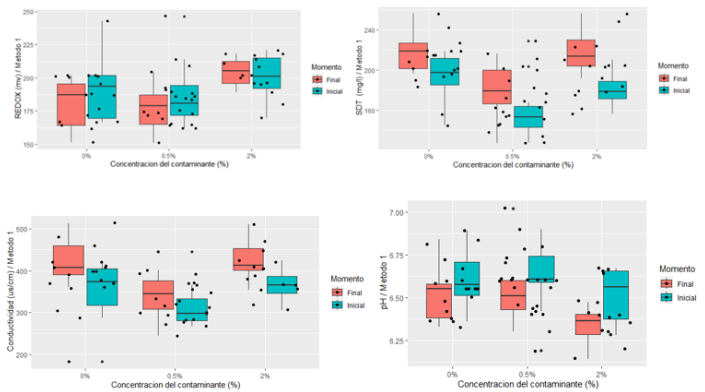 REDOX (mv) / Metodo 1
250
225
200
175
150
0%
0.5%
2%
Concentracion del contaminante (%)
Momento
Final
Inicial
SDT (mg/l) / Metodo 1
240
200
160
0%
0.5%
2%
Concentracion del contaminante (%)
Momento
Final
Inicial
Conductividad (us/cm) / Metodo 1
500
400
300
200
0%
0.5%
2%
Concentracion del contaminante (%)
Momento
Final
Inicial
pH / Metodo 1
7.00
6.75
6.50
6.25
0%
0.5%
2%
Concentracion del contaminante (%)
Momento
Final
Inicial